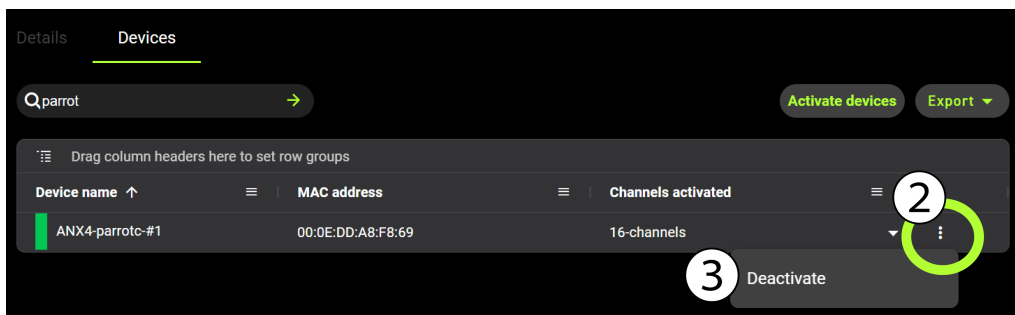 Details Devices
parrot
Activate devices Export
Drag column headers here to set row groups
Device name MAC address Channels activated
2
ANX4-parrotc-#1 00:0E:DD:A8:F8:69 16-channels
3 Deactivate